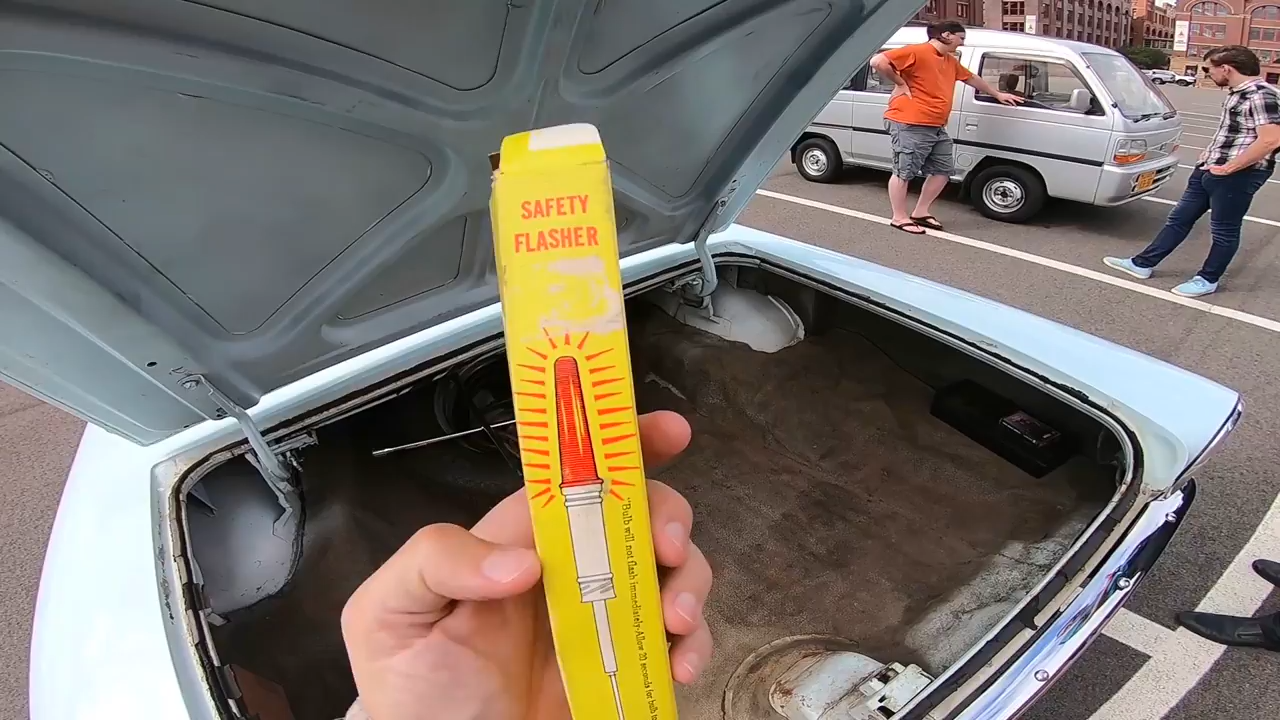 SAFETY
FLASHER
"Bulb will not flash immediately. Allow 20 seconds for bulb to